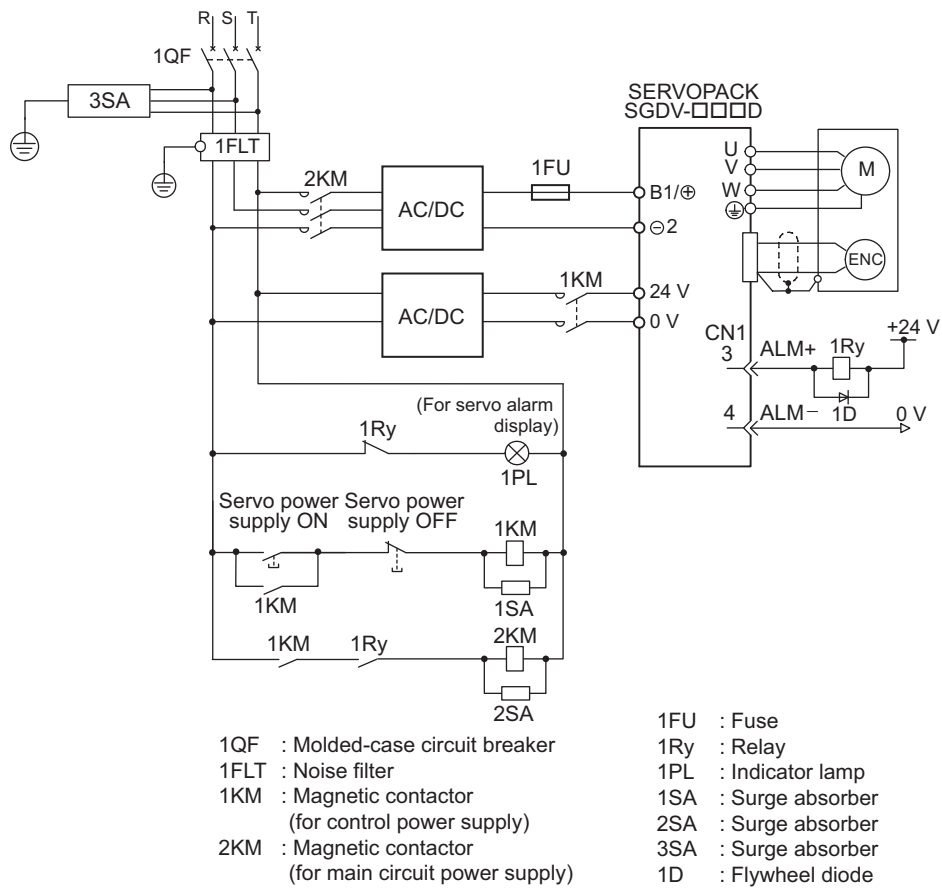 R S T
1QF
3SA
1FLT
2KM
AC/DC
1FU
SERVOPACK
SGDV-□□□D
B1/⊕
⊖2
U
V
W
M
ENC
AC/DC
1KM
24 V
0 V
CN1
3 ALM+
1Ry
+24 V
1D
4 ALM−
0 V
1Ry
(For servo alarm
display)
1PL
Servo power
supply ON
Servo power
supply OFF
1KM
1KM
1SA
1KM
1Ry
2KM
2SA
1QF : Molded-case circuit breaker
1FLT : Noise filter
1KM : Magnetic contactor
(for control power supply)
2KM : Magnetic contactor
(for main circuit power supply)
1FU : Fuse
1Ry : Relay
1PL : Indicator lamp
1SA : Surge absorber
2SA : Surge absorber
3SA : Surge absorber
1D : Flywheel diode